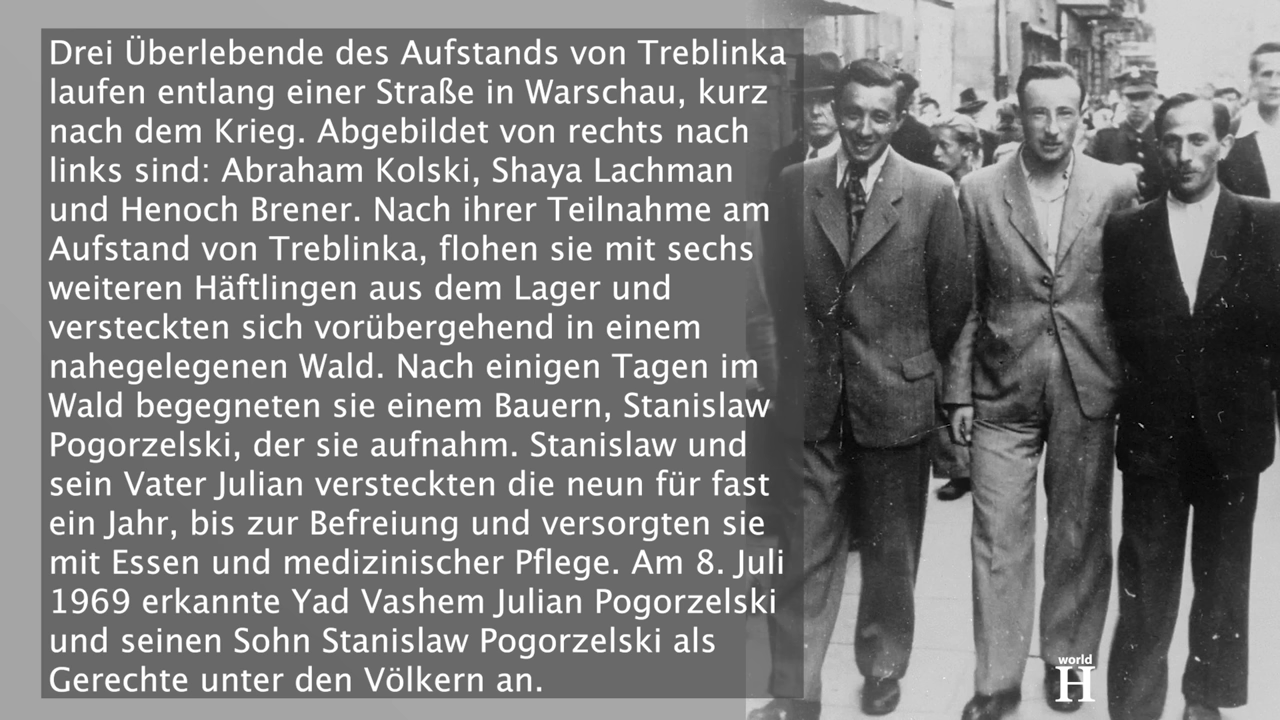 Drei Überlebende des Aufstands von Treblinka
laufen entlang einer Straße in Warschau, kurz
nach dem Krieg. Abgebildet von rechts nach
links sind: Abraham Kolski, Shaya Lachman
und Henoch Brener. Nach ihrer Teilnahme am
Aufstand von Treblinka, flohen sie mit sechs
weiteren Häftlingen aus dem Lager und
versteckten sich vorübergehend in einem
nahegelegenen Wald. Nach einigen Tagen im
Wald begegneten sie einem Bauern, Stanislaw
Pogorzelski, der sie aufnahm. Stanislaw und
sein Vater Julian versteckten die neun für fast
ein Jahr, bis zur Befreiung und versorgten sie
mit Essen und medizinischer Pflege. Am 8. Juli
1969 erkannte Yad Vashem Julian Pogorzelski
und seinen Sohn Stanislaw Pogorzelski als
Gerechte unter den Völkern an.
world
H